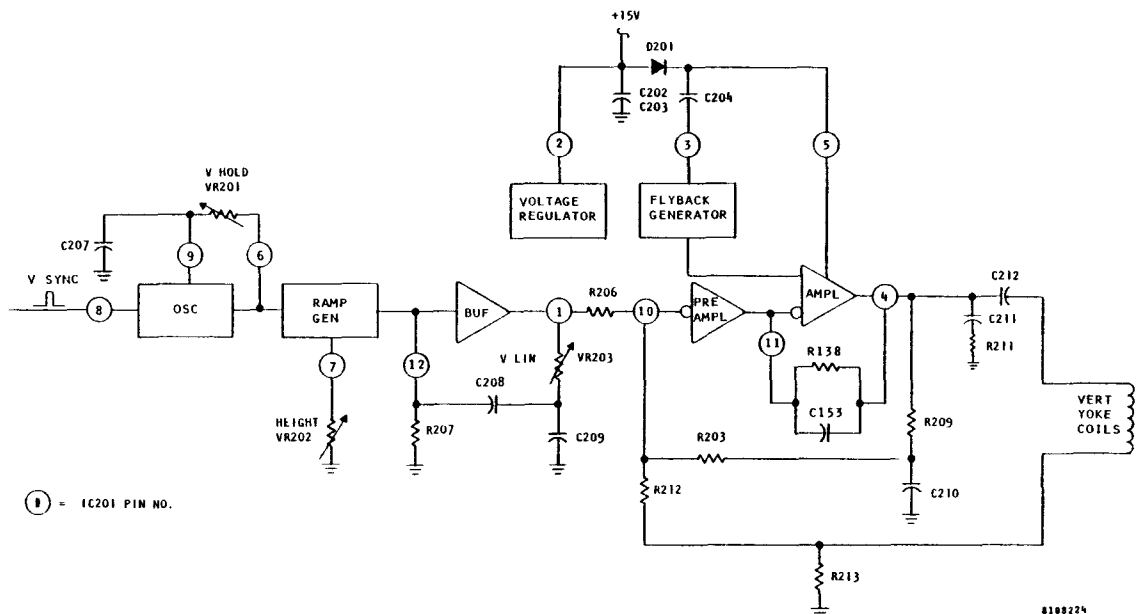 +15V
D201
C202
C203
C204
2
3
5
V HOLD
VR201
VOLTAGE
REGULATOR
FLYBACK
GENERATOR
C207
9
6
V SYNC
8
OSC
RAMP
GEN
BUF
1
R206
10
PRE
AMPL
AMPL
4
C212
C211
R211
7
12
V LIN
VR203
11
R138
C153
C208
HEIGHT
VR202
R207
C209
R203
R209
VERT
YOKE
COILS
R212
C210
= IC201 PIN NO.
R213
8108224